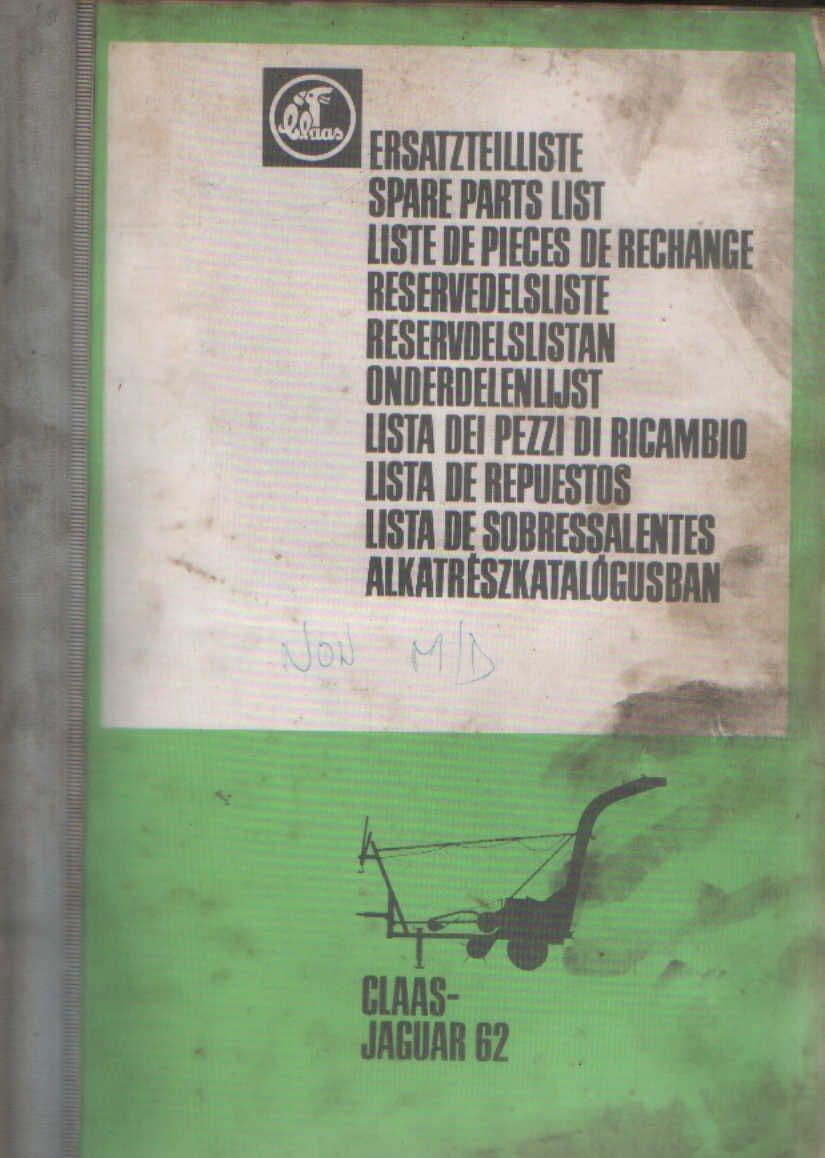 Claas
ERSATZTEILLISTE
SPARE PARTS LIST
LISTE DE PIECES DE RECHANGE
RESERVEDELSLISTE
RESERVDELSLISTAN
ONDERDELENLIJST
LISTA DEI PEZZI DI RICAMBIO
LISTA DE REPUESTOS
LISTA DE SOBRESSALENTES
ALKATRÉSZKATALÓGUSBAN
NON M/D
CLAAS-
JAGUAR 62